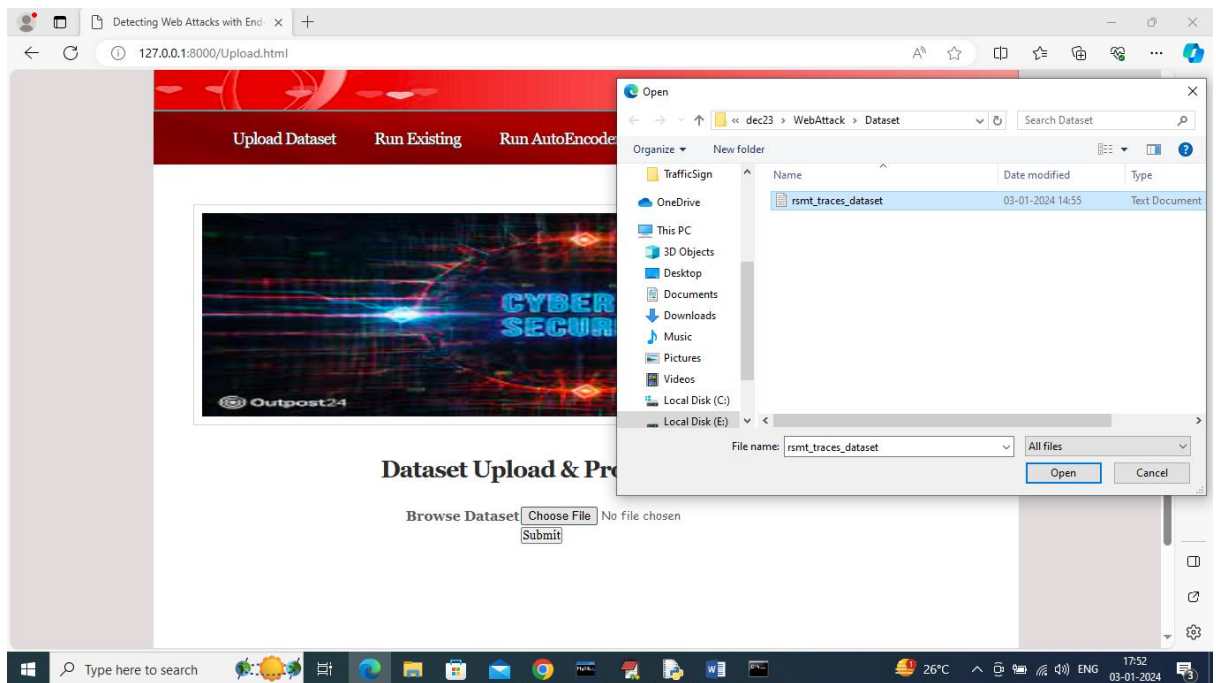 Detecting Web Attacks with End-
127.0.0.1:8000/Upload.html
Upload Dataset Run Existing Run AutoEncode
CYBER
SECUR
Outpost24
Dataset Upload & Pro
Browse Dataset Choose File No file chosen
Submit
Open
« dec23 › WebAttack › Dataset
Search Dataset
Organize New folder
Name Date modified Type
rsmt_traces_dataset 03-01-2024 14:55 Text Document
TrafficSign
OneDrive
This PC
3D Objects
Desktop
Documents
Downloads
Music
Pictures
Videos
Local Disk (C:)
Local Disk (E:)
File name: rsmt_traces_dataset All files
Open Cancel
Type here to search
26°C ENG
17:52
03-01-2024
3